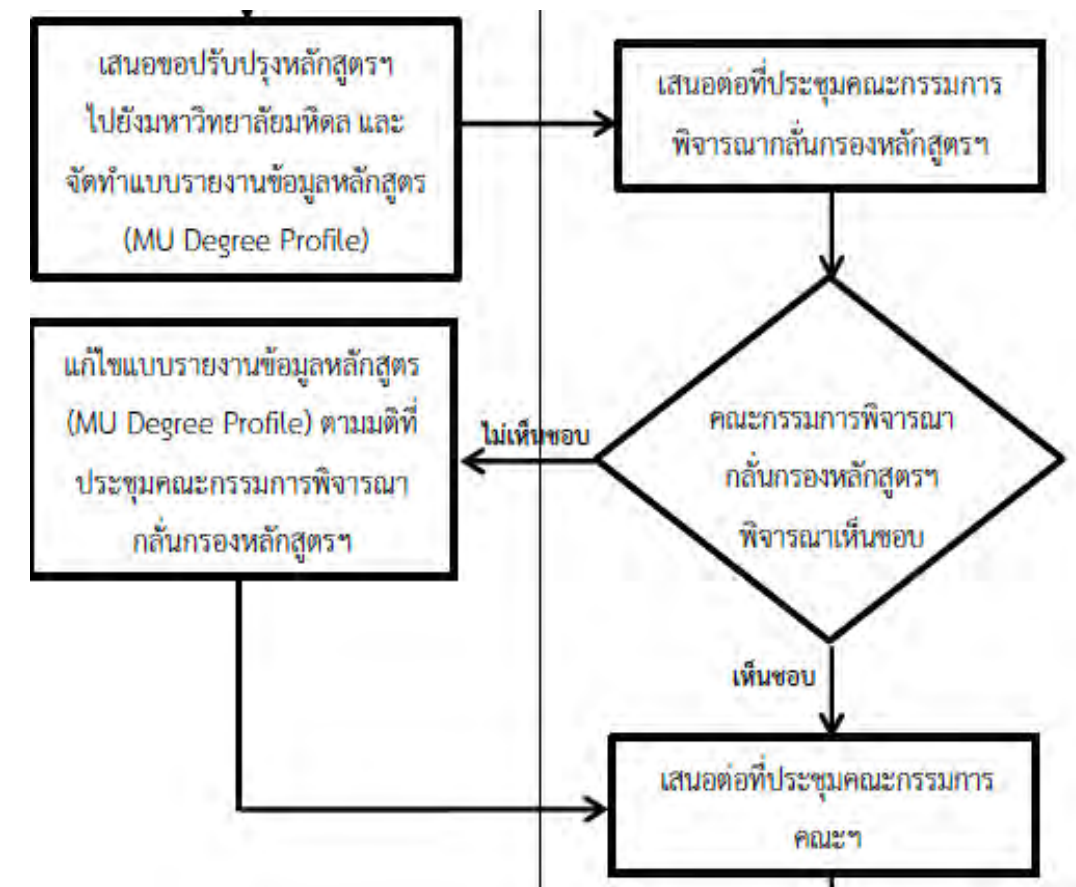 เสนอขอปรับปรุงหลักสูตรฯ
ไปยังมหาวิทยาลัยมหิดล และ
จัดทำแบบรายงานข้อมูลหลักสูตร
(MU Degree Profile)
เสนอต่อที่ประชุมคณะกรรมการ
พิจารณากลั่นกรองหลักสูตรฯ
แก้ไขแบบรายงานข้อมูลหลักสูตร
(MU Degree Profile) ตามมติที่
ประชุมคณะกรรมการพิจารณา
กลั่นกรองหลักสูตรฯ
ไม่เห็นชอบ
คณะกรรมการพิจารณา
กลั่นกรองหลักสูตรฯ
พิจารณาเห็นชอบ
เห็นชอบ
เสนอต่อที่ประชุมคณะกรรมการ
คณะฯ